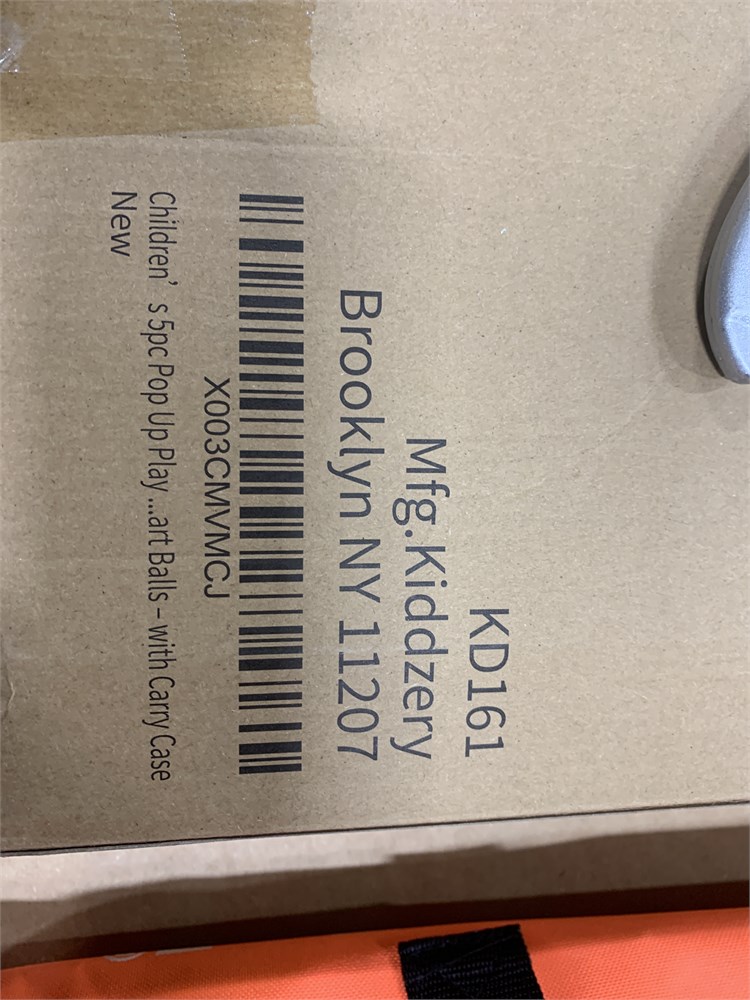 KD161
Mfg.Kiddzery
Brooklyn NY 11207
X003CMVMCJ
Children's 5pc Pop Up Play ...art Balls – with Carry Case
New